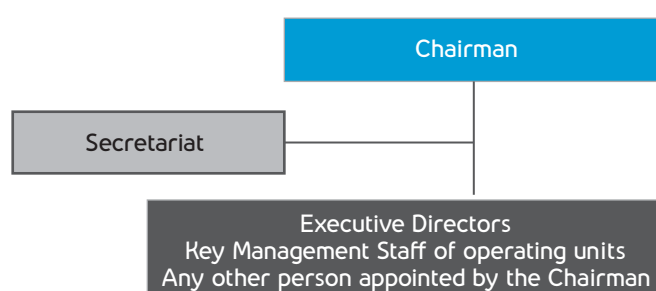 Chairman
Secretariat
Executive Directors
Key Management Staff of operating units
Any other person appointed by the Chairman